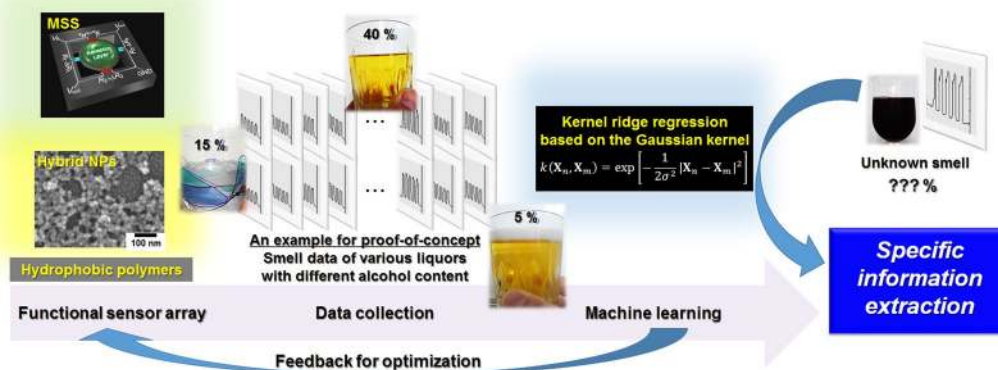 MSS
Hybrid NPs
100 nm
Hydrophobic polymers
15 %
40 %
...
...
An example for proof-of-concept
Smell data of various liquors
with different alcohol content
5 %
Kernel ridge regression
based on the Gaussian kernel
k(Xₙ, Xₘ) = exp [−1/2σ² |Xₙ − Xₘ|²]
Unknown smell
??? %
Specific
information
extraction
Functional sensor array
Data collection
Machine learning
Feedback for optimization